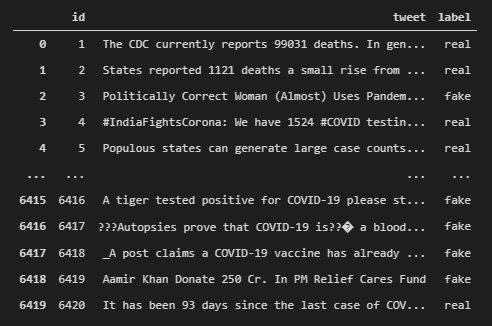 id tweet label
0 1 The CDC currently reports 99031 deaths. In gen... real
1 2 States reported 1121 deaths a small rise from ... real
2 3 Politically Correct Woman (Almost) Uses Pandem... fake
3 4 #IndiaFightsCorona: We have 1524 #COVID testin... real
4 5 Populous states can generate large case counts... real
... ... ... ...
6415 6416 A tiger tested positive for COVID-19 please st... fake
6416 6417 ???Autopsies prove that COVID-19 is??� a blood... fake
6417 6418 _A post claims a COVID-19 vaccine has already ... fake
6418 6419 Aamir Khan Donate 250 Cr. In PM Relief Cares Fund fake
6419 6420 It has been 93 days since the last case of COV... real